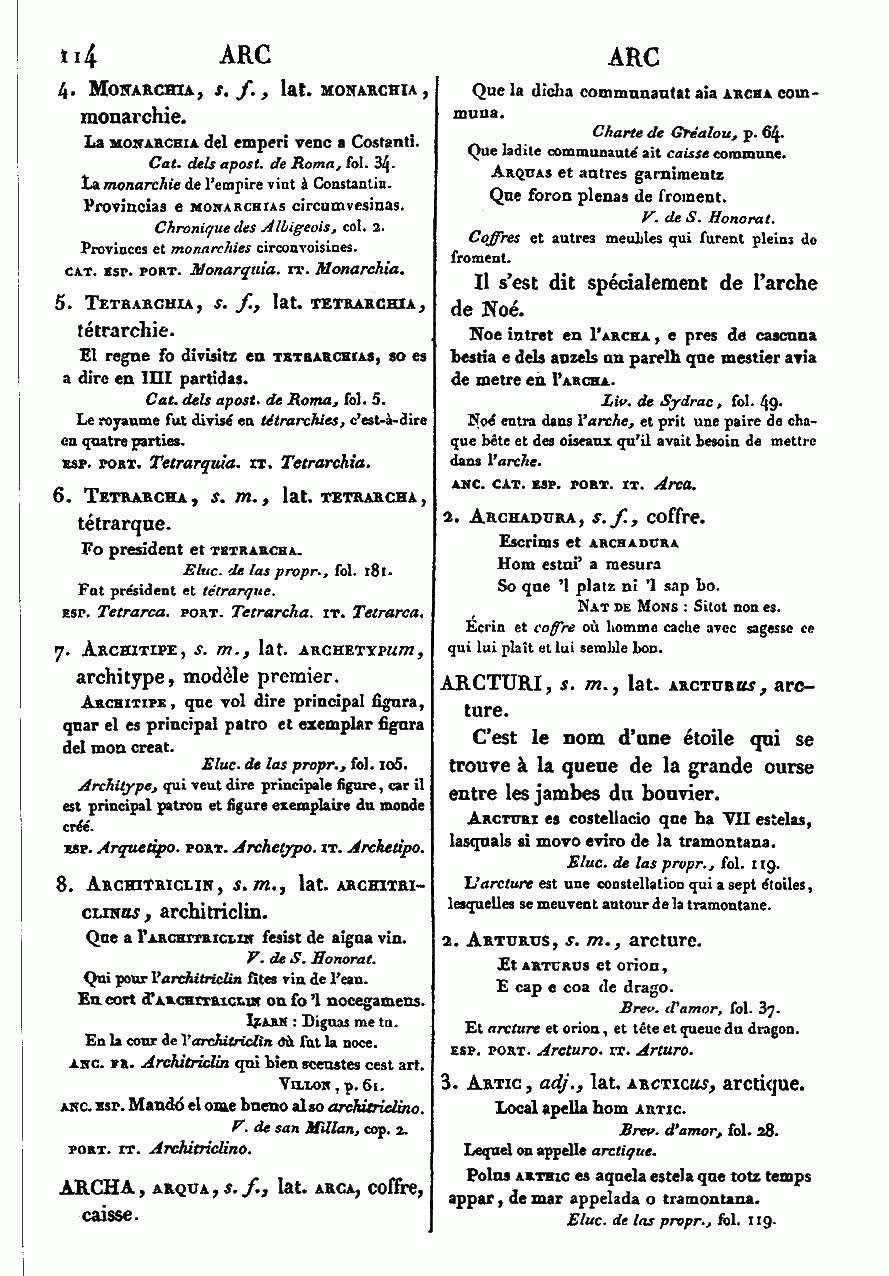 114 ARC
ARC
4. Monarchia, s. f., lat. monarchia,
monarchie.
La monarchia del emperi venc a Costanti.
Cat. dels apost. de Roma, fol. 34.
La monarchie de l'empire vint à Constantin.
Provincias e monarchias circumvesinas.
Chronique des Albigeois, col. 2.
Provinces et monarchies circonvoisines.
cat. esp. port. Monarquia. it. Monarchia.
5. Tetrarchia, s. f., lat. tetrarchia,
tétrarchie.
El regne fo divisitz en tetrarchias, so es
a dire en IIII partidas.
Cat. dels apost. de Roma, fol. 5.
Le royaume fut divisé en tétrarchies, c'est-à-dire
en quatre parties.
esp. port. Tetrarquia. it. Tetrarchia.
6. Tetrarcha, s. m., lat. tetrarcha,
tétrarque.
Fo president et tetrarcha.
Eluc. de las propr., fol. 181.
Fut président et tétrarque.
esp. Tetrarca. port. Tetrarcha. it. Tetrarca.
7. Architipe, s. m., lat. archetypum,
architype, modèle premier.
Architipe, que vol dire principal figura,
quar el es principal patro et exemplar figura
del mon creat.
Eluc. de las propr., fol. 105.
Architype, qui veut dire principale figure, car il
est principal patron et figure exemplaire du monde
créé.
esp. Arquetipo. port. Archetypo. it. Archetipo.
8. Architriclin, s. m., lat. architri-
clinus, architriclin.
Que a l'architriclin fesist de aigua vin.
V. de S. Honorat.
Qui pour l'architriclin fîtes vin de l'eau.
En cort d'architriclin on fo 'l nocegamens.
Izarn : Diguas me tu.
En la cour de l'architriclin où fut la noce.
anc. fr. Architriclin qui bien sceustes cest art.
Villon, p. 61.
anc. esp. Mandó el ome bueno al so architriclino.
V. de san Millan, cop. 2.
port. it. Architriclino.
ARCHA, arqua, s. f., lat. arca, coffre,
caisse.
Que la dicha communautat aia archa com-
muna.
Charte de Gréalou, p. 64.
Que ladite communauté ait caisse commune.
Arquas et autres garnimentz
Que foron plenas de froment.
V. de S. Honorat.
Coffres et autres meubles qui furent pleins de
froment.
Il s'est dit spécialement de l'arche
de Noé.
Noe intret en l'archa, e pres de cascuna
bestia e dels auzels un parelh que mestier avia
de metre en l'archa.
Liv. de Sydrac, fol. 49.
Noé entra dans l'arche, et prit une paire de cha-
que bête et des oiseaux qu'il avait besoin de mettre
dans l'arche.
anc. cat. esp. port. it. Arca.
2. Archadura, s. f., coffre.
Escrims et archadura
Hom estui' a mesura
So que 'l platz ni 'l sap bo.
Nat de Mons : Sitot non es.
Écrin et coffre où homme cache avec sagesse ce
qui lui plaît et lui semble bon.
ARCTURI, s. m., lat. arcturus, arc-
ture.
C'est le nom d'une étoile qui se
trouve à la queue de la grande ourse
entre les jambes du bouvier.
Arcturi es costellacio que ha VII estelas,
lasquals si movo eviro de la tramontana.
Eluc. de las propr., fol. 119.
L'arcture est une constellation qui a sept étoiles,
lesquelles se meuvent autour de la tramontane.
2. Arturus, s. m., arcture.
Et arturus et orion,
E cap e coa de drago.
Brev. d'amor, fol. 37.
Et arcture et orion, et tête et queue du dragon.
esp. port. Arcturo. it. Arturo.
3. Artic, adj., lat. arcticus, arctique.
Local apella hom artic.
Brev. d'amor, fol. 28.
Lequel on appelle arctique.
Polus arthic es aquela estela que totz temps
appar, de mar appelada o tramontana.
Eluc. de las propr., fol. 119.